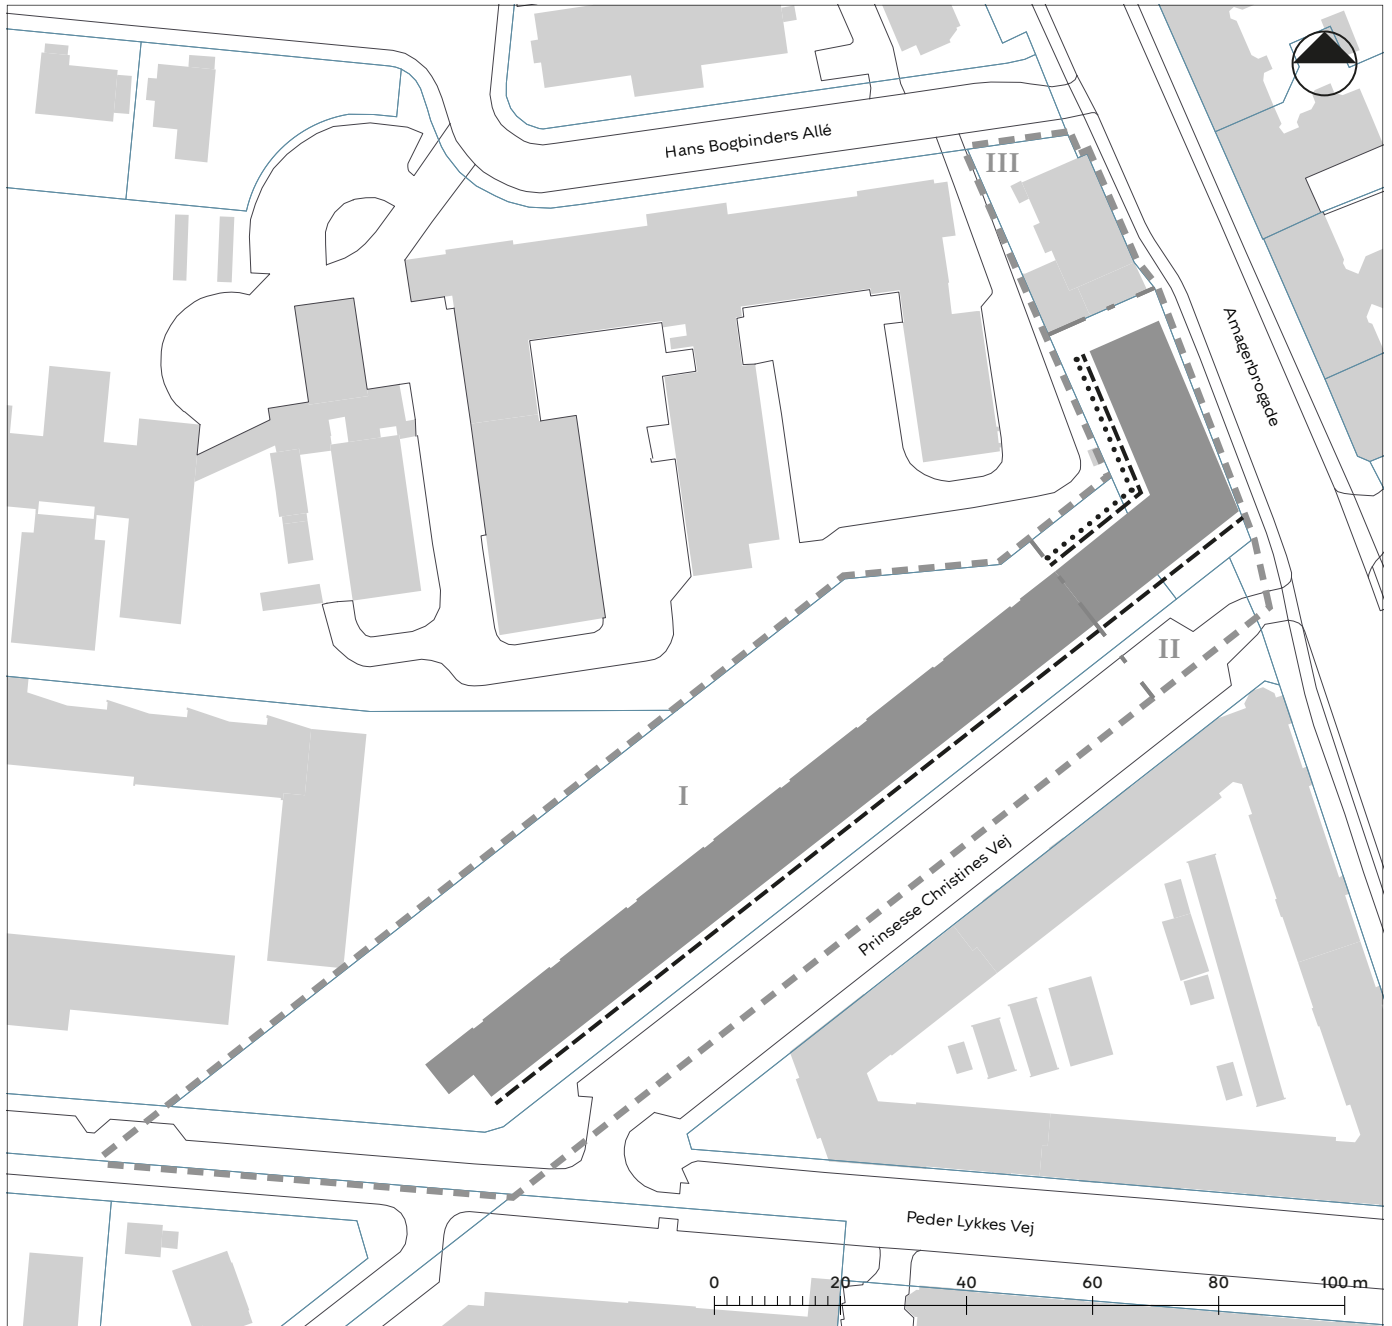 Hans Bogbinders Allé
III
Amagerbrogade
II
I
Prinsesse Christines Vej
Peder Lykkes Vej
0 20 40 60 80 100 m